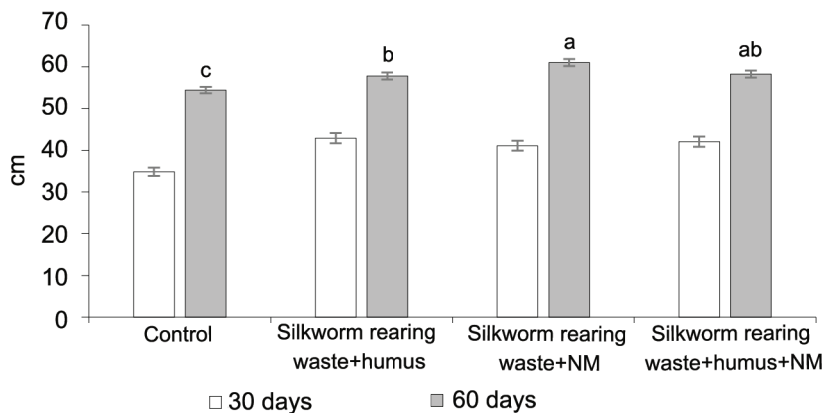 70
60
50
40
30
20
10
0
cm
c
b
a
ab
Control
Silkworm rearing
waste+humus
Silkworm rearing
waste+NM
Silkworm rearing
waste+humus+NM
30 days
60 days